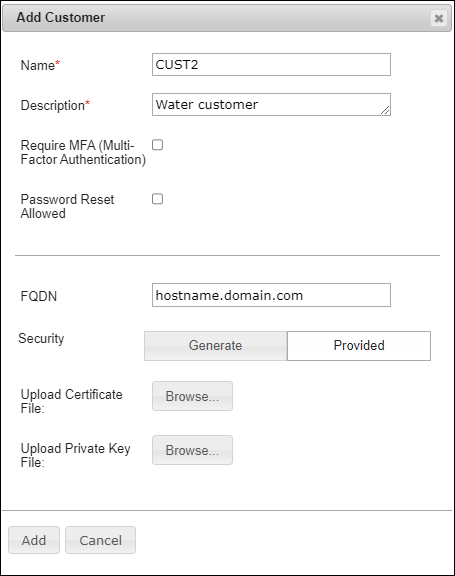 Add Customer
Name*
CUST2
Description*
Water customer
Require MFA (Multi-
Factor Authentication)
Password Reset
Allowed
FQDN
hostname.domain.com
Security
Generate
Provided
Upload Certificate
File:
Browse...
Upload Private Key
File:
Browse...
Add
Cancel